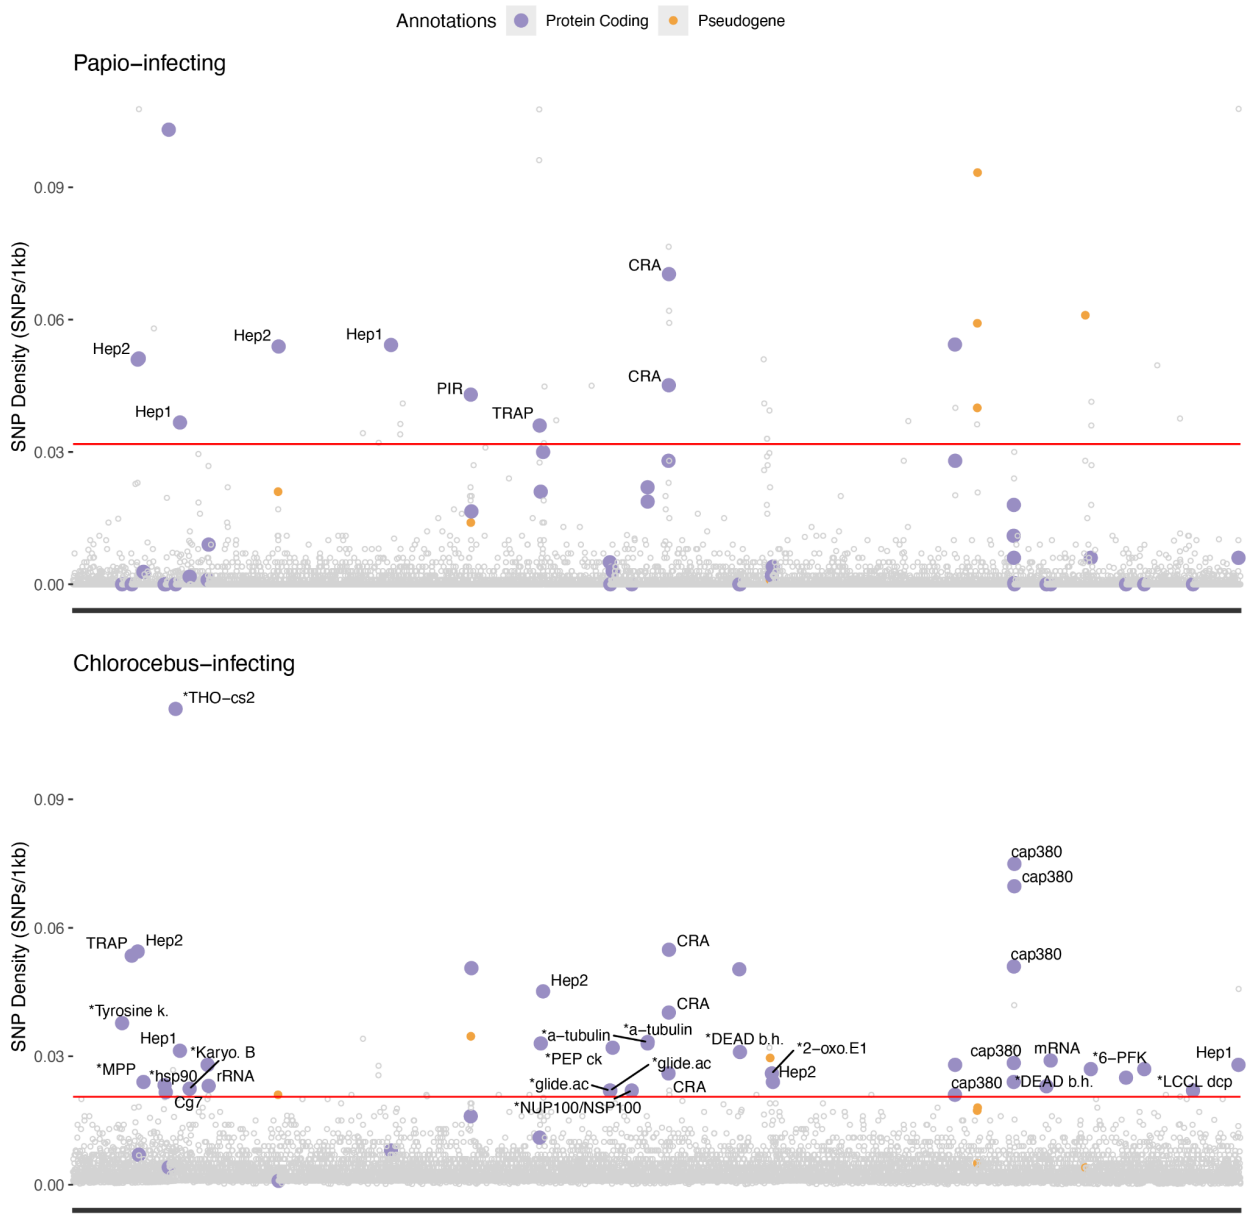 Annotations Protein Coding Pseudogene
Papio−infecting
0.09
CRA
0.06
Hep2
Hep1
Hep2
CRA
PIR
Hep1
TRAP
0.03
0.00
SNP Density (SNPs/1kb)
Chlorocebus−infecting
*THO−cs2
0.09
cap380
cap380
0.06
TRAP
Hep2
CRA
cap380
Hep2
*Tyrosine k.
CRA
Hep1
*a−tubulin
*a−tubulin
*DEAD b.h.
*2−oxo.E1
cap380
mRNA
Hep1
*Karyo. B
*PEP ck
*6−PFK
0.03
*MPP
*hsp90
rRNA
*glide.ac
Hep2
*glide.ac
CRA
cap380
*DEAD b.h.
*LCCL dcp
Cg7
*NUP100/NSP100
0.00
SNP Density (SNPs/1kb)